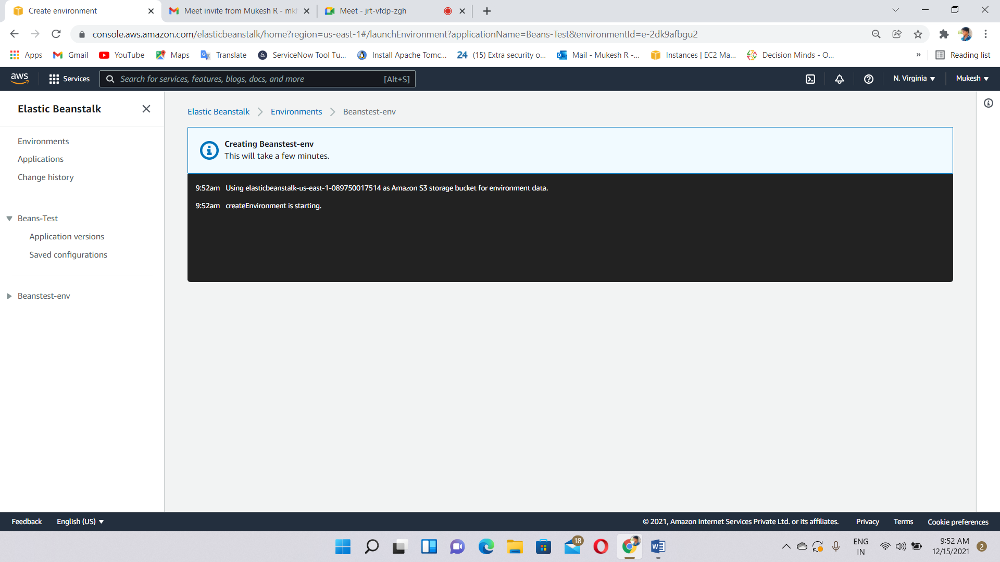 Create environment
Meet invite from Mukesh R - mkh
Meet - jrt-vfdp-zgh
console.aws.amazon.com/elasticbeanstalk/home?region=us-east-1#/launchEnvironment?applicationName=Beans-Test&environmentId=e-2dk9afbgu2
Apps Gmail YouTube Maps Translate ServiceNow Tool Tu... Install Apache Tomc... 24 (15) Extra security o... Mail - Mukesh R -... Instances | EC2 Ma... Decision Minds - O... » Reading list
aws Services Search for services, features, blogs, docs, and more [Alt+S] N. Virginia Mukesh
Elastic Beanstalk
Environments
Applications
Change history
Beans-Test
Application versions
Saved configurations
Beanstest-env
Elastic Beanstalk Environments Beanstest-env
Creating Beanstest-env
This will take a few minutes.
9:52am Using elasticbeanstalk-us-east-1-089750017514 as Amazon S3 storage bucket for environment data.
9:52am createEnvironment is starting.
Feedback English (US) © 2021, Amazon Internet Services Private Ltd. or its affiliates. Privacy Terms Cookie preferences
18
ENG
IN
9:52 AM
12/15/2021
2